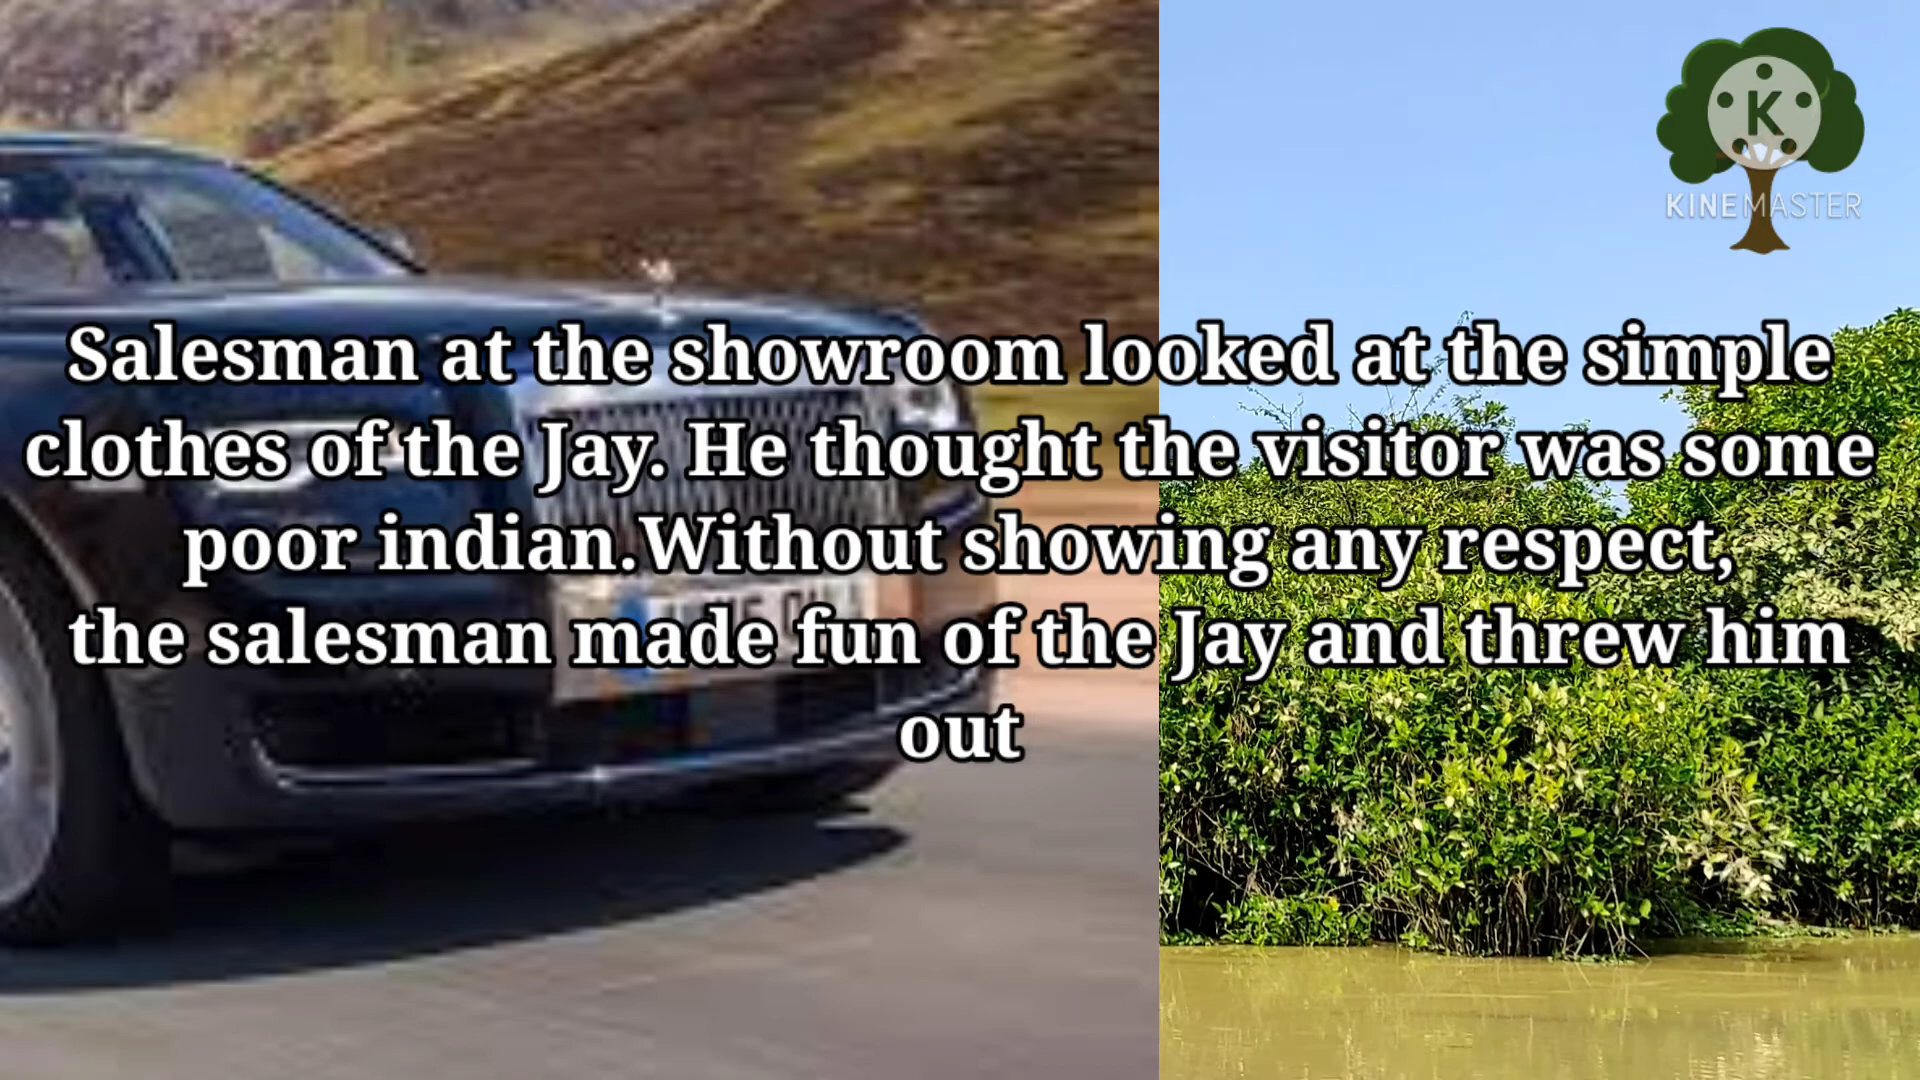 K
KINEMASTER
Salesman at the showroom looked at the simple
clothes of the Jay. He thought the visitor was some
poor indian.Without showing any respect,
the salesman made fun of the Jay and threw him
out